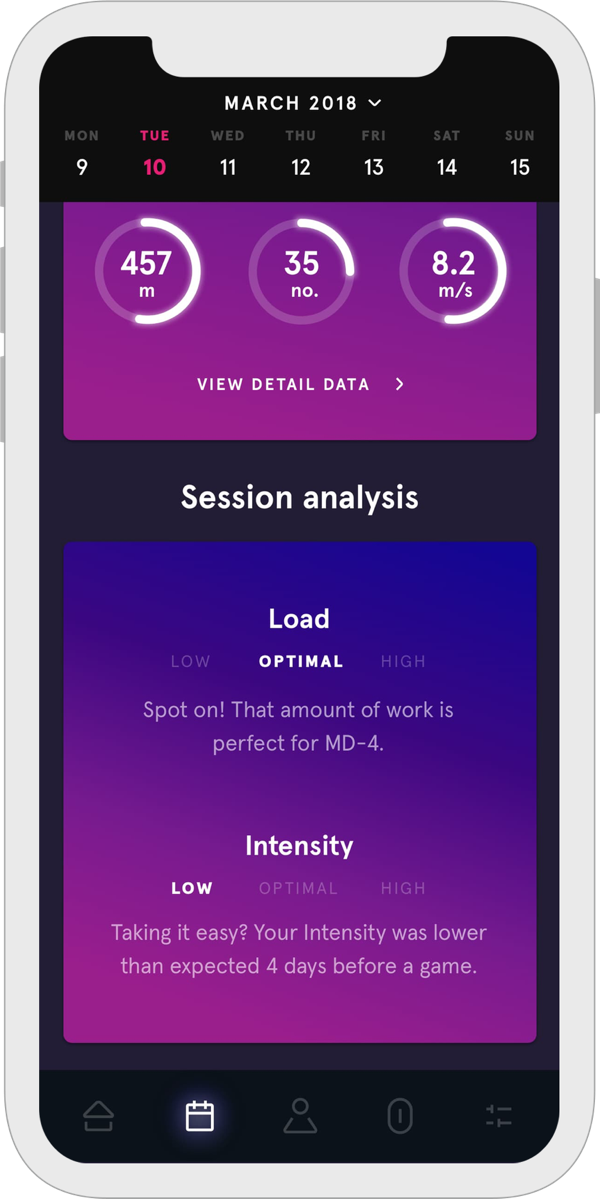 MARCH 2018
MON TUE WED THU FRI SAT SUN
9 10 11 12 13 14 15
457 35 8.2
m no. m/s
VIEW DETAIL DATA
Session analysis
Load
LOW OPTIMAL HIGH
Spot on! That amount of work is
perfect for MD-4.
Intensity
LOW OPTIMAL HIGH
Taking it easy? Your Intensity was lower
than expected 4 days before a game.